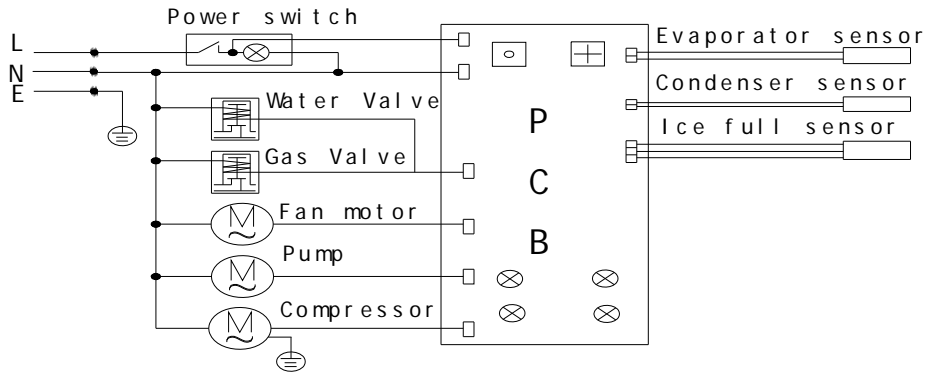 Power switch
L
N
E
Evaporator sensor
Condenser sensor
Ice full sensor
Water Valve
Gas Valve
Fan motor
Pump
Compressor
P
C
B
M
M
M